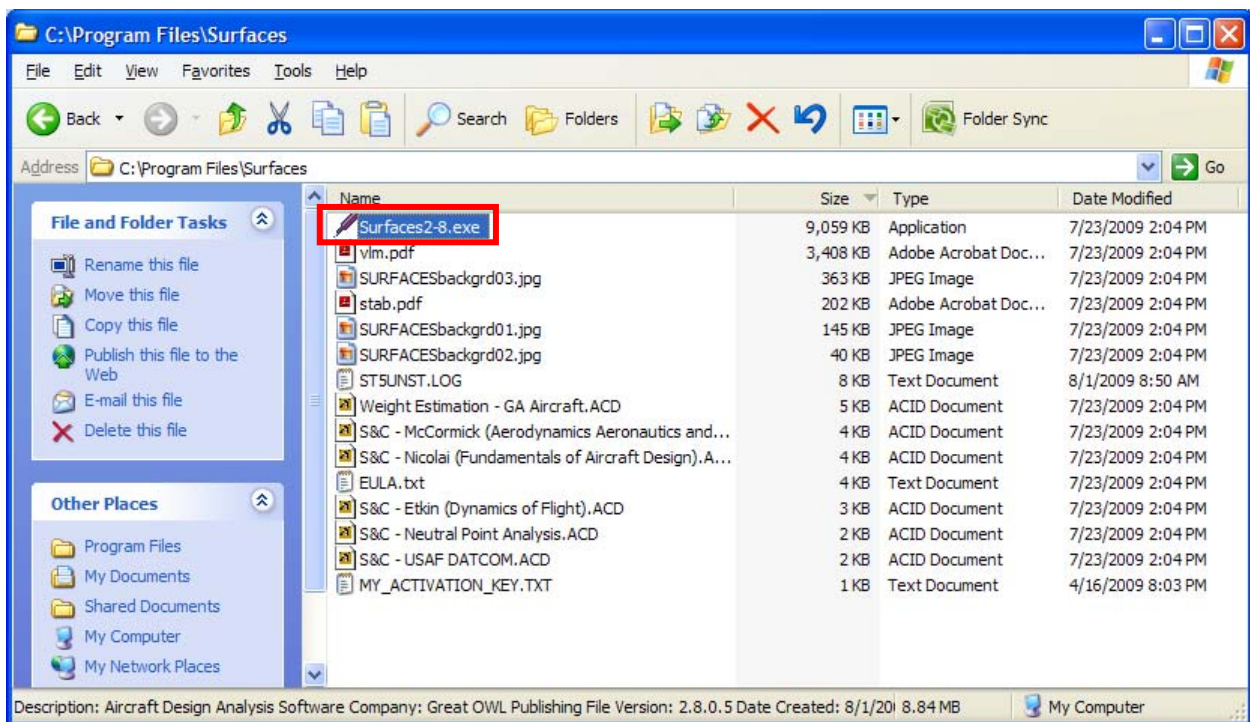 C:\Program Files\Surfaces
File Edit View Favorites Tools Help
Back Search Folders Folder Sync
Address C:\Program Files\Surfaces Go
File and Folder Tasks
Rename this file
Move this file
Copy this file
Publish this file to the
Web
E-mail this file
Delete this file
Other Places
Program Files
My Documents
Shared Documents
My Computer
My Network Places
Name Size Type Date Modified
Surfaces2-8.exe 9,059 KB Application 7/23/2009 2:04 PM
vlm.pdf 3,408 KB Adobe Acrobat Doc... 7/23/2009 2:04 PM
SURFACESbackgrd03.jpg 363 KB JPEG Image 7/23/2009 2:04 PM
stab.pdf 202 KB Adobe Acrobat Doc... 7/23/2009 2:04 PM
SURFACESbackgrd01.jpg 145 KB JPEG Image 7/23/2009 2:04 PM
SURFACESbackgrd02.jpg 40 KB JPEG Image 7/23/2009 2:04 PM
ST5UNST.LOG 8 KB Text Document 8/1/2009 8:50 AM
Weight Estimation - GA Aircraft.ACD 5 KB ACID Document 7/23/2009 2:04 PM
S&C - McCormick (Aerodynamics Aeronautics and... 4 KB ACID Document 7/23/2009 2:04 PM
S&C - Nicolai (Fundamentals of Aircraft Design).A... 4 KB ACID Document 7/23/2009 2:04 PM
EULA.txt 4 KB Text Document 7/23/2009 2:04 PM
S&C - Etkin (Dynamics of Flight).ACD 3 KB ACID Document 7/23/2009 2:04 PM
S&C - Neutral Point Analysis.ACD 2 KB ACID Document 7/23/2009 2:04 PM
S&C - USAF DATCOM.ACD 2 KB ACID Document 7/23/2009 2:04 PM
MY_ACTIVATION_KEY.TXT 1 KB Text Document 4/16/2009 8:03 PM
Description: Aircraft Design Analysis Software Company: Great OWL Publishing File Version: 2.8.0.5 Date Created: 8/1/20 8.84 MB My Computer